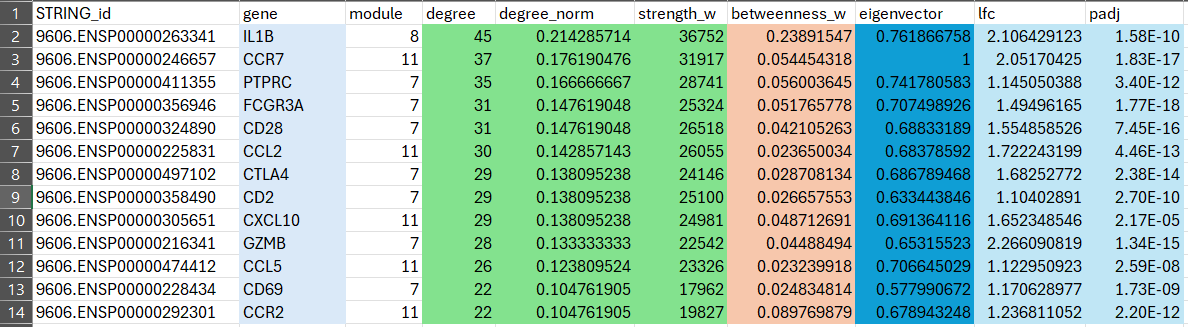 1 STRING_id gene module degree degree_norm strength_w betweenness_w eigenvector lfc padj
2 9606.ENSP00000263341 IL1B 8 45 0.214285714 36752 0.23891547 0.761866758 2.106429123 1.58E-10
3 9606.ENSP00000246657 CCR7 11 37 0.176190476 31917 0.054454318 1 2.05170425 1.83E-17
4 9606.ENSP00000411355 PTPRC 7 35 0.166666667 28741 0.056003645 0.741780583 1.145050388 3.40E-12
5 9606.ENSP00000356946 FCGR3A 7 31 0.147619048 25324 0.051765778 0.707498926 1.49496165 1.77E-18
6 9606.ENSP00000324890 CD28 7 31 0.147619048 26518 0.042105263 0.68833189 1.554858526 7.45E-16
7 9606.ENSP00000225831 CCL2 11 30 0.142857143 26055 0.023650034 0.68378592 1.722243199 4.46E-13
8 9606.ENSP00000497102 CTLA4 7 29 0.138095238 24146 0.028708134 0.686789468 1.68252772 2.38E-14
9 9606.ENSP00000358490 CD2 7 29 0.138095238 25100 0.026657553 0.633443846 1.10402891 2.70E-10
10 9606.ENSP00000305651 CXCL10 11 29 0.138095238 24981 0.048712691 0.691364116 1.652348546 2.17E-05
11 9606.ENSP00000216341 GZMB 7 28 0.133333333 22542 0.04488494 0.65315523 2.266090819 1.34E-15
12 9606.ENSP00000474412 CCL5 11 26 0.123809524 23326 0.023239918 0.706645029 1.122950923 2.59E-08
13 9606.ENSP00000228434 CD69 7 22 0.104761905 17962 0.024834814 0.577990672 1.170628977 1.73E-09
14 9606.ENSP00000292301 CCR2 11 22 0.104761905 19827 0.089769879 0.678943248 1.236811052 2.20E-12